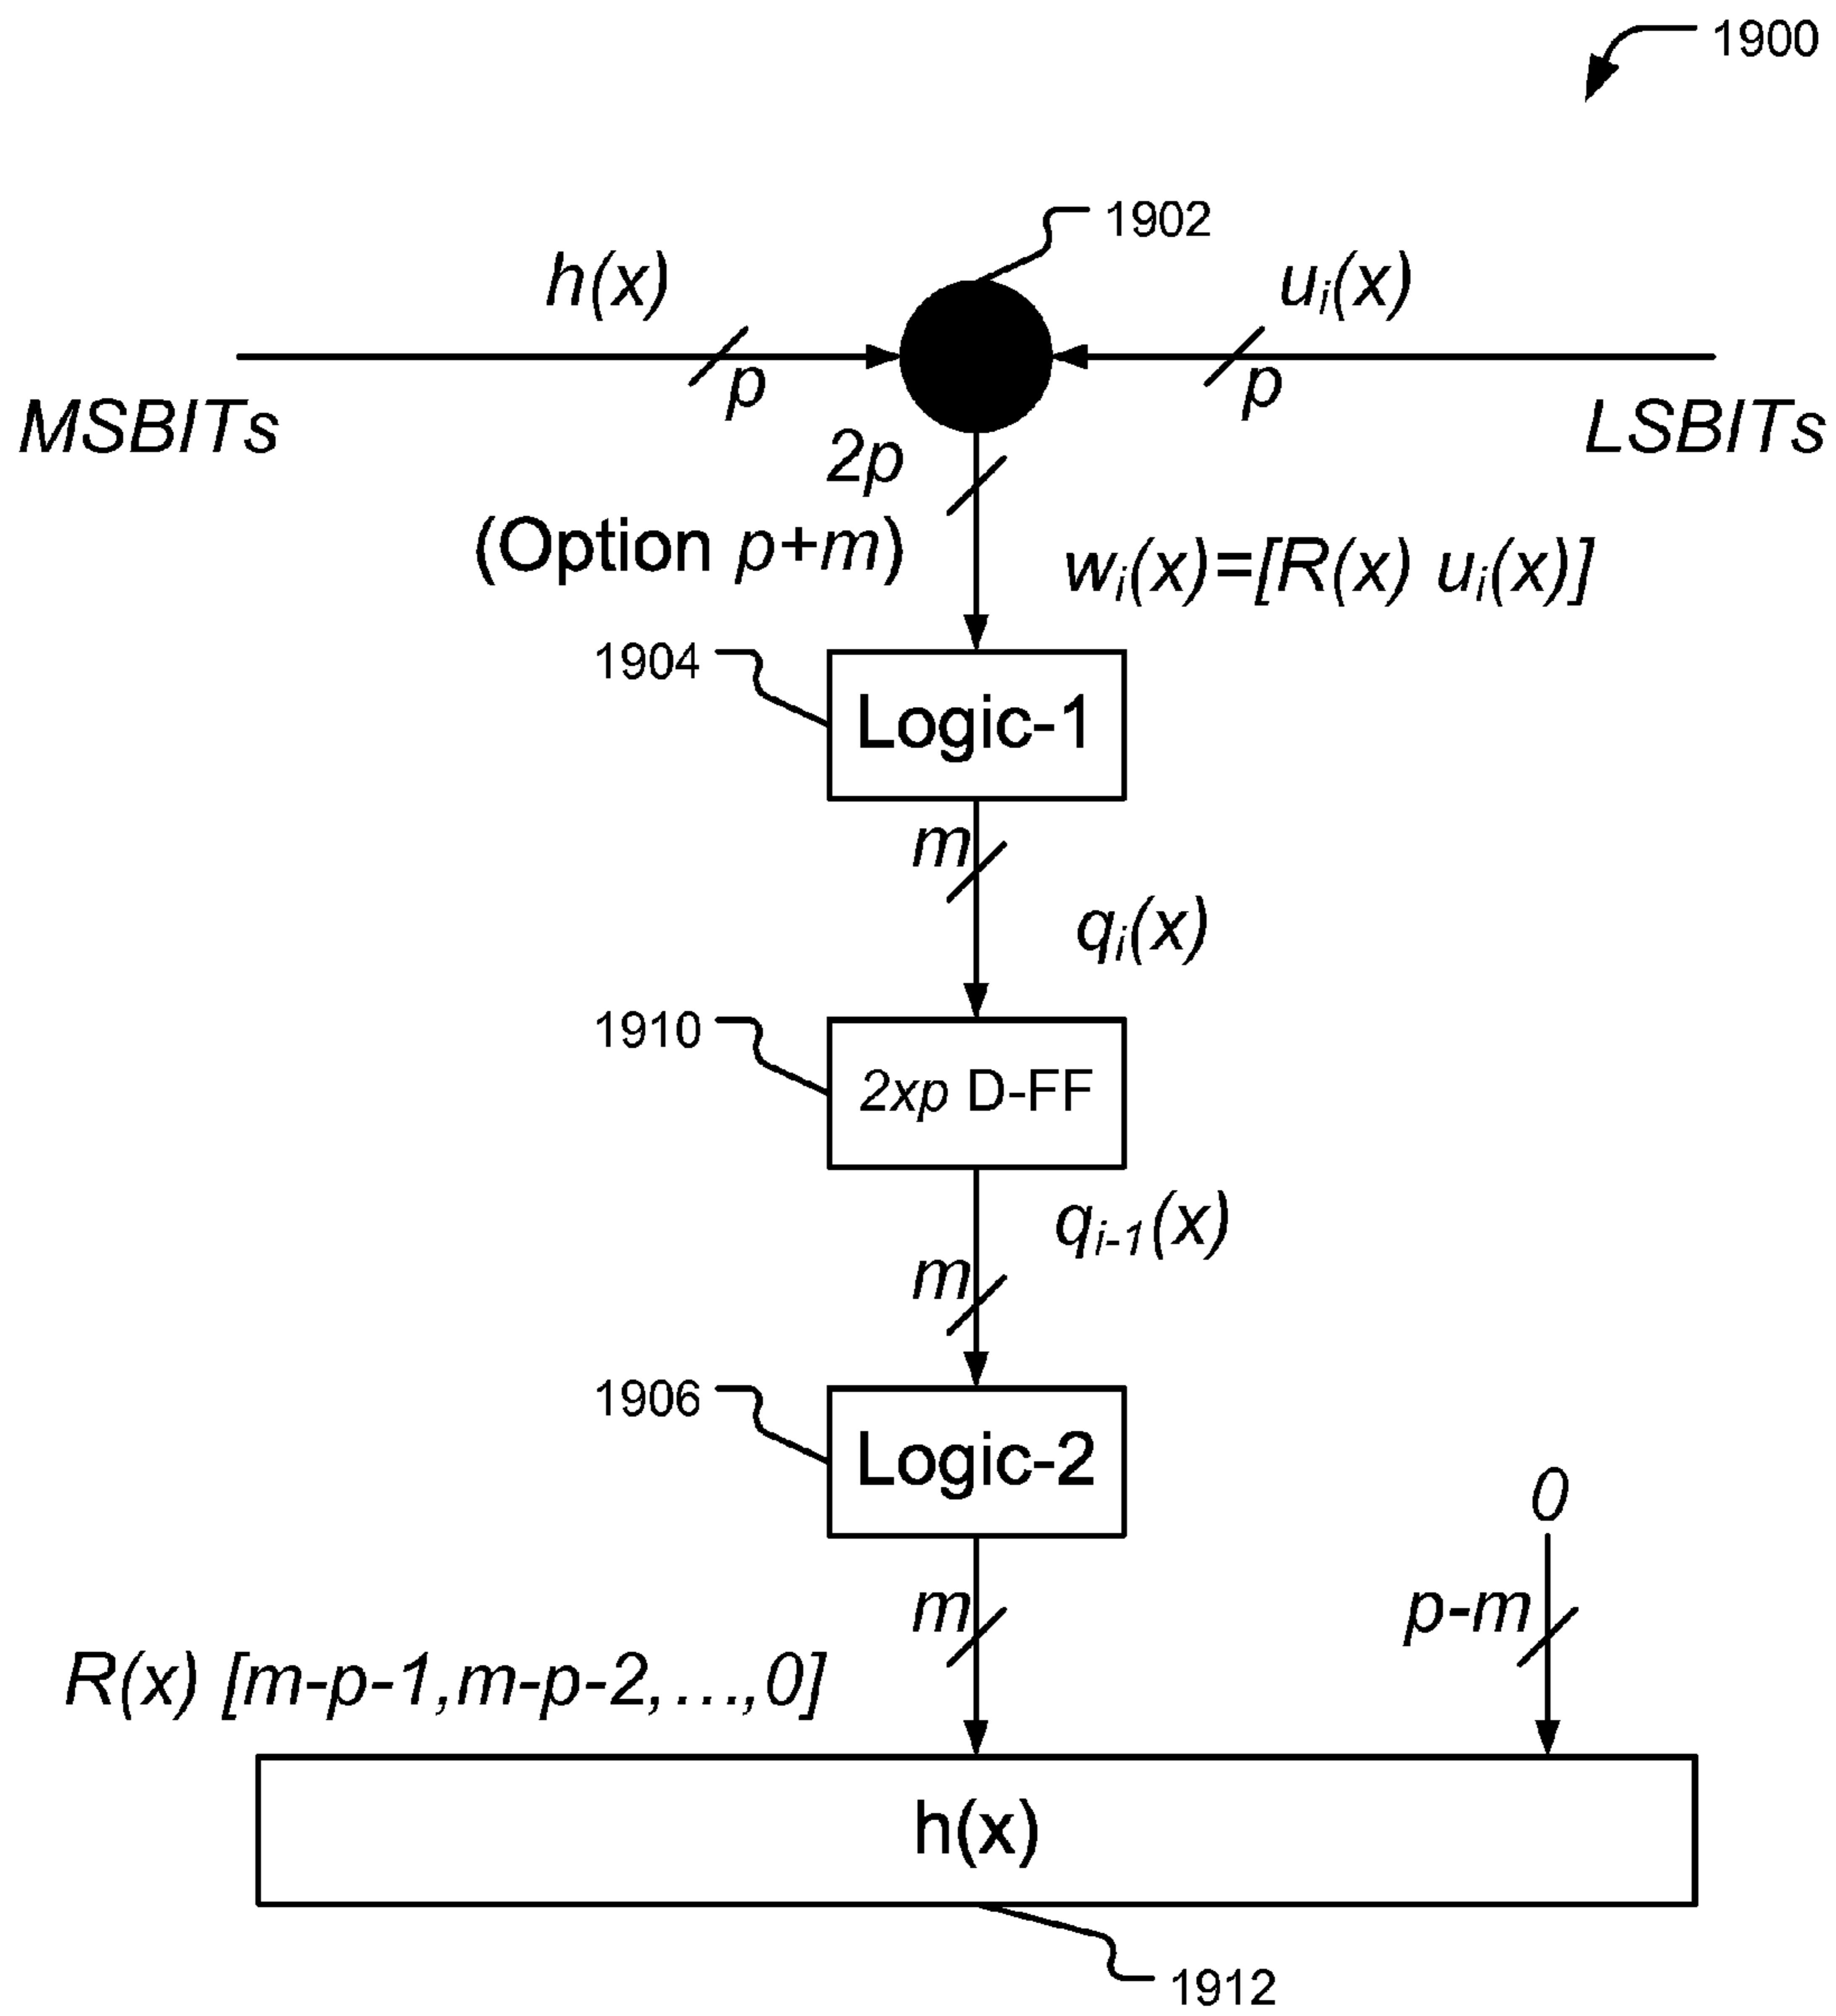 1900
1902
h(x)
uᵢ(x)
p
p
MSBITs
LSBITs
2p
(Option p+m)
wᵢ(x)=[R(x) uᵢ(x)]
1904
Logic-1
m
qᵢ(x)
1910
2xp D-FF
qᵢ₋₁(x)
m
1906
Logic-2
0
m
p-m
R(x) [m-p-1,m-p-2,...,0]
h(x)
1912